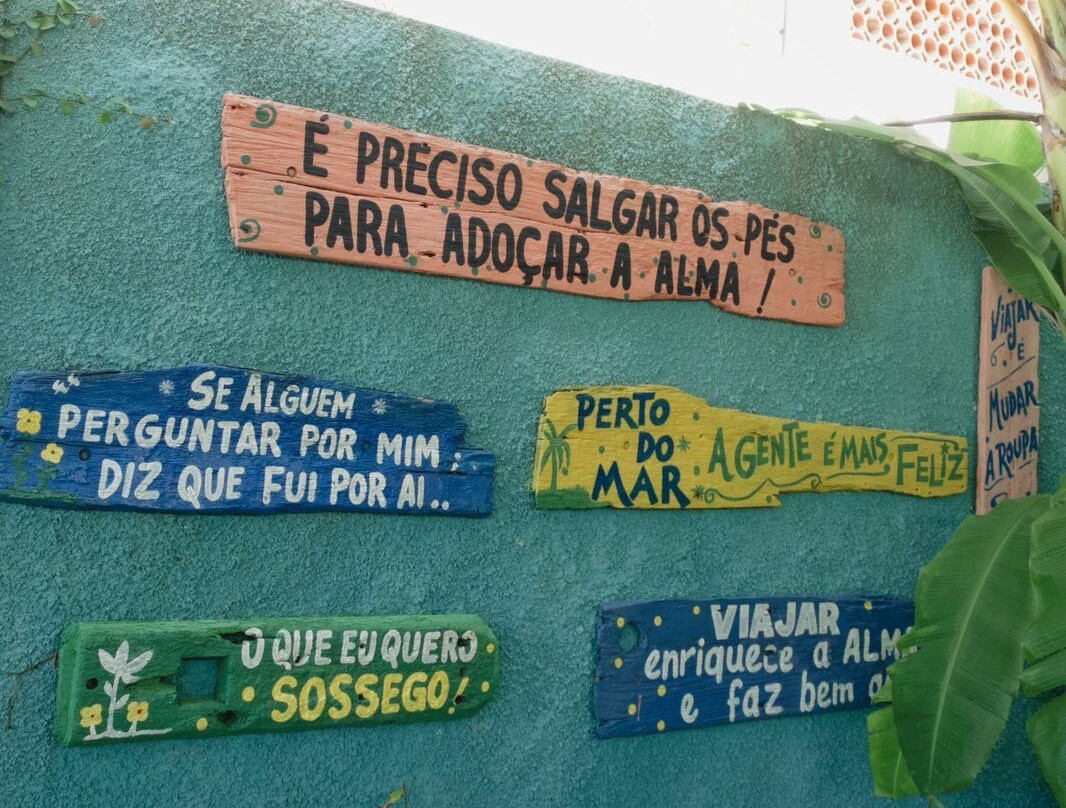 É PRECISO SALGAR OS PÉS
PARA ADOÇAR A ALMA !
"SE ALGUEM
PERGUNTAR POR MIM :
DIZ QUE FUI POR AI..
PERTO
DO
MAR
A GENTE É MAIS FELIZ
VIAJAR
É
MUDAR
A ROUPA
O QUE EU QUERO
SOSSEGO!
VIAJAR
enriquece a
e faz bem